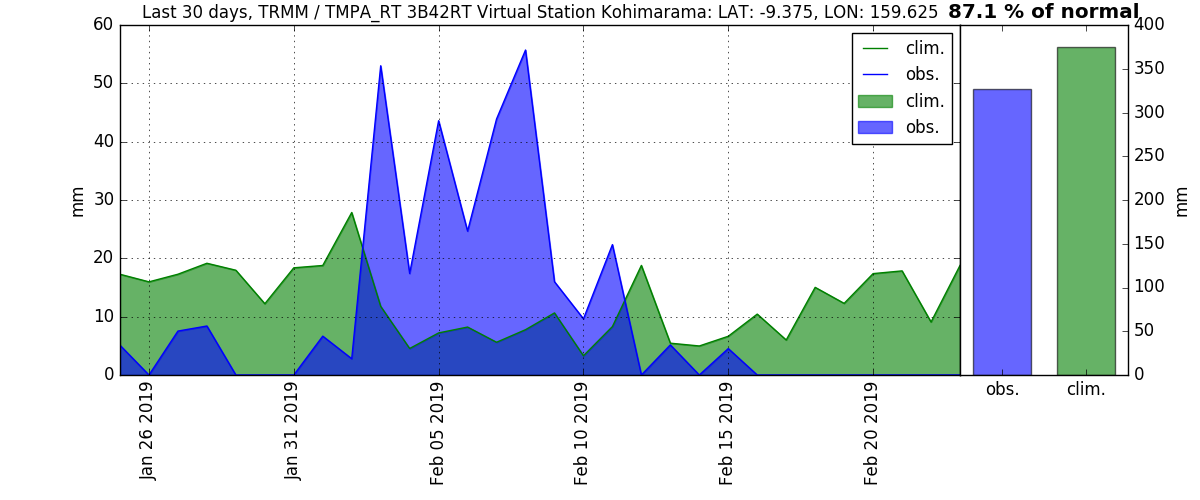 Last 30 days, TRMM / TMPA_RT 3B42RT Virtual Station Kohimarama: LAT: -9.375, LON: 159.625 87.1 % of normal
60
50
40
30
20
10
0
mm
clim.
obs.
clim.
obs.
400
350
300
250
200
150
100
50
0
mm
obs. clim.
Jan 26 2019
Jan 31 2019
Feb 05 2019
Feb 10 2019
Feb 15 2019
Feb 20 2019